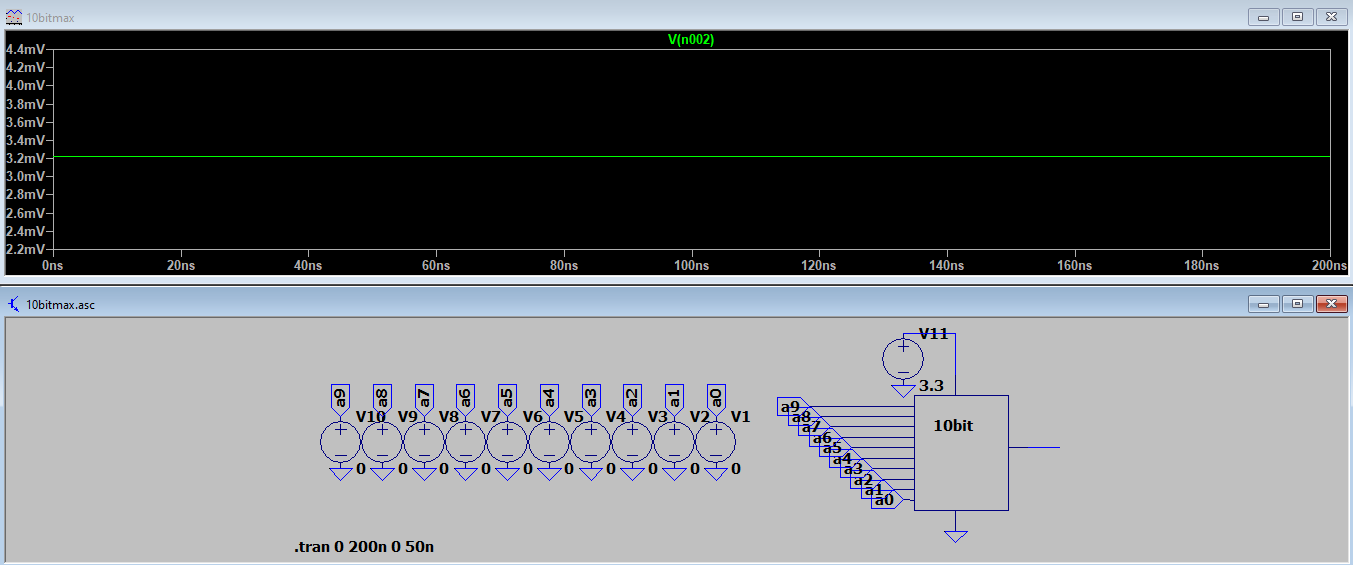 10bitmax
V(n002)
4.4mV
4.2mV
4.0mV
3.8mV
3.6mV
3.4mV
3.2mV
3.0mV
2.8mV
2.6mV
2.4mV
2.2mV
0ns 20ns 40ns 60ns 80ns 100ns 120ns 140ns 160ns 180ns 200ns
10bitmax.asc
a9 a8 a7 a6 a5 a4 a3 a2 a1 a0
V10 V9 V8 V7 V6 V5 V4 V3 V2 V1
0 0 0 0 0 0 0 0 0 0
V11
3.3
a9
a8
a7
a6
a5
a4
a3
a2
a1
a0
10bit
.tran 0 200n 0 50n